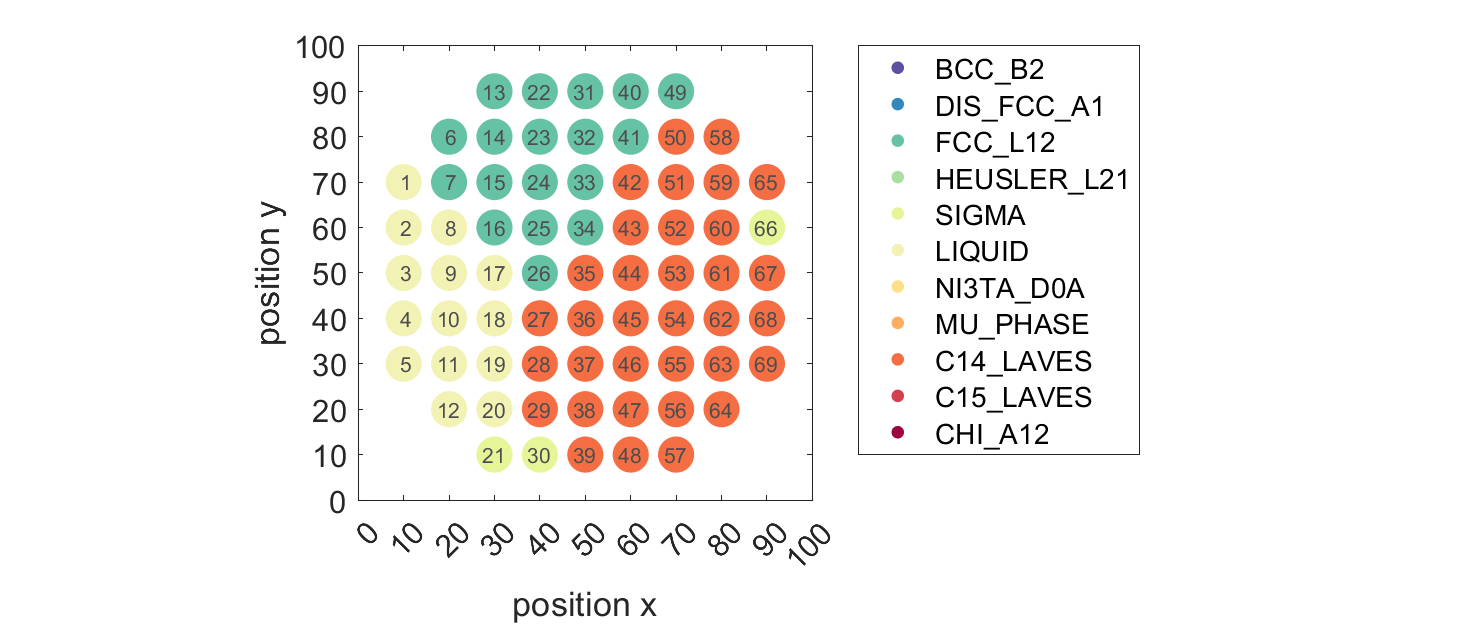 100
90
13 22 31 40 49
80
6 14 23 32 41 50 58
70
1 7 15 24 33 42 51 59 65
60
2 8 16 25 34 43 52 60 66
50
3 9 17 26 35 44 53 61 67
40
4 10 18 27 36 45 54 62 68
30
5 11 19 28 37 46 55 63 69
20
12 20 29 38 47 56 64
10
21 30 39 48 57
0
position y
0 10 20 30 40 50 60 70 80 90 100
position x
BCC_B2
DIS_FCC_A1
FCC_L12
HEUSLER_L21
SIGMA
LIQUID
NI3TA_D0A
MU_PHASE
C14_LAVES
C15_LAVES
CHI_A12